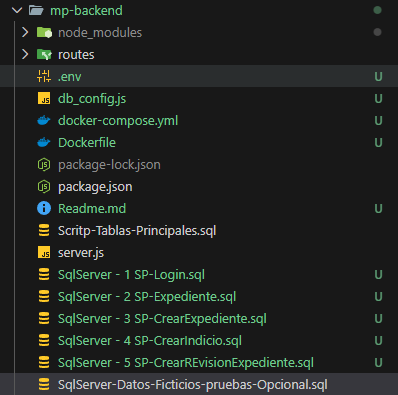 mp-backend
node_modules
routes
.env
db_config.js U
docker-compose.yml U
Dockerfile U
package-lock.json
package.json
Readme.md U
Scritp-Tablas-Principales.sql
server.js
SqlServer - 1 SP-Login.sql U
SqlServer - 2 SP-Expediente.sql U
SqlServer - 3 SP-CrearExpediente.sql U
SqlServer - 4 SP-CrearIndicio.sql U
SqlServer - 5 SP-CrearREvisionExpediente.sql U
SqlServer-Datos-Ficticios-pruebas-Opcional.sql